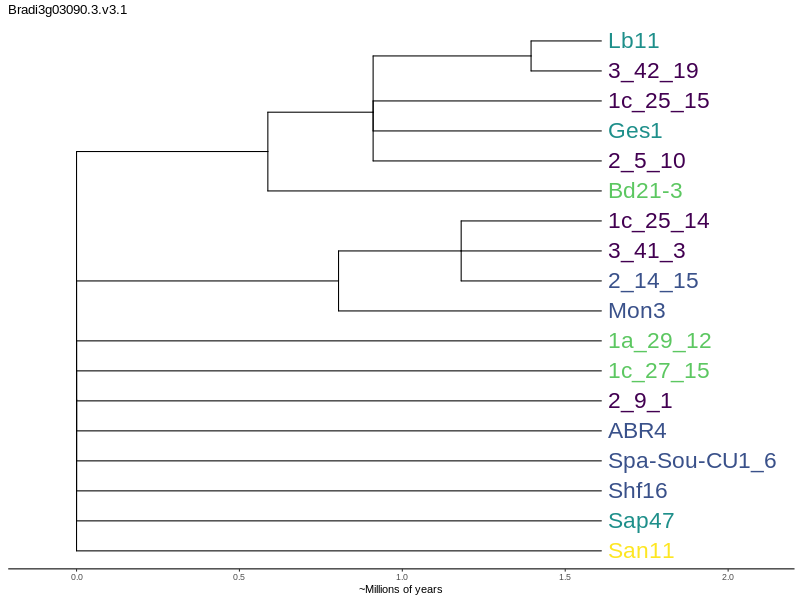 Bradi3g03090.3.v3.1
Lb11
3_42_19
1c_25_15
Ges1
2_5_10
Bd21-3
1c_25_14
3_41_3
2_14_15
Mon3
1a_29_12
1c_27_15
2_9_1
ABR4
Spa-Sou-CU1_6
Shf16
Sap47
San11
0.0 0.5 1.0 1.5 2.0
~Millions of years